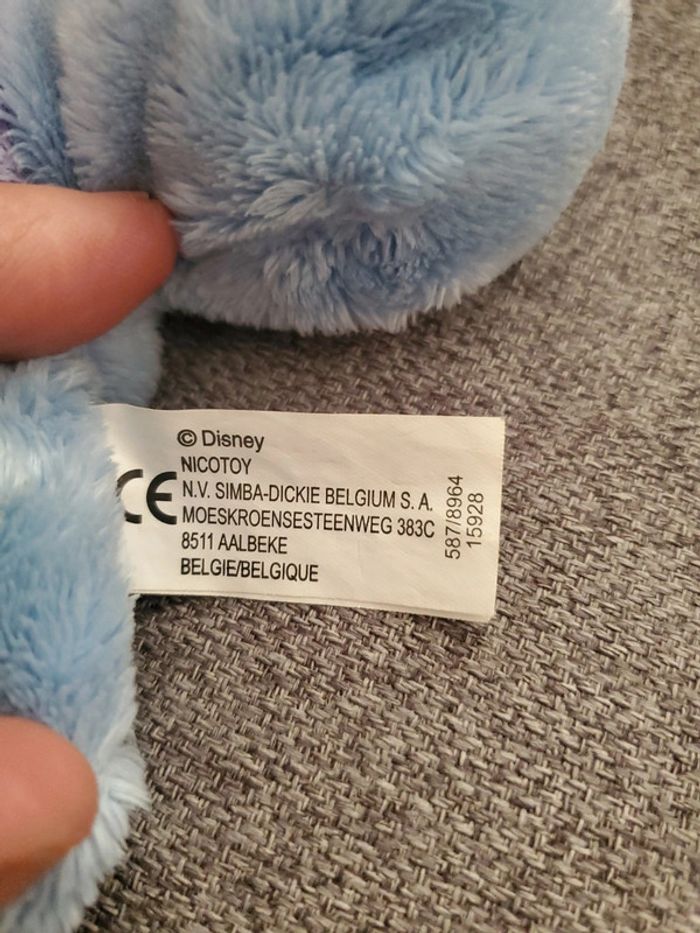 © Disney
NICOTOY
CE
N.V. SIMBA-DICKIE BELGIUM S. A.
MOESKROENSESTEENWEG 383C
8511 AALBEKE
BELGIE/BELGIQUE
587/8964
15928